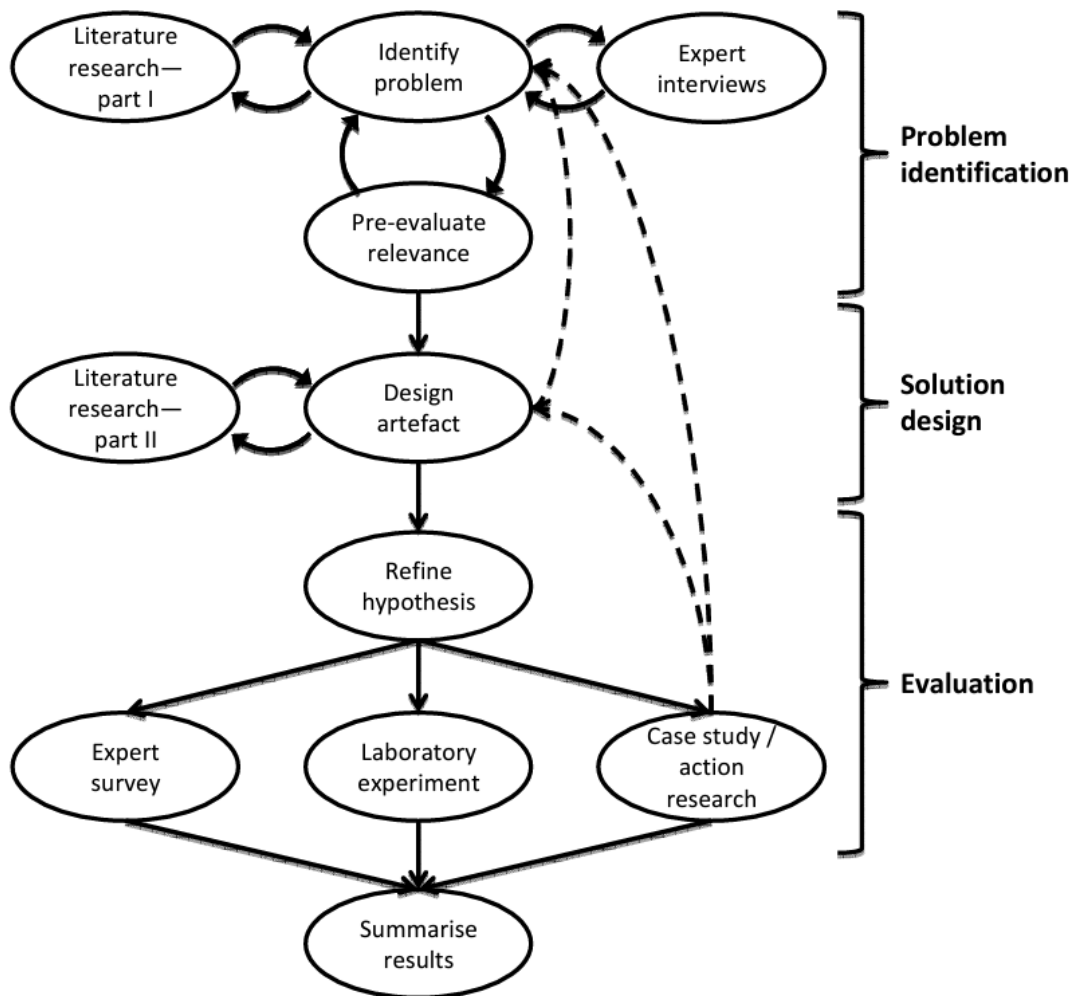 Literature
research—
part I
Identify
problem
Expert
interviews
Problem
identification
Pre-evaluate
relevance
Literature
research—
part II
Design
artefact
Solution
design
Refine
hypothesis
Evaluation
Expert
survey
Laboratory
experiment
Case study /
action
research
Summarise
results